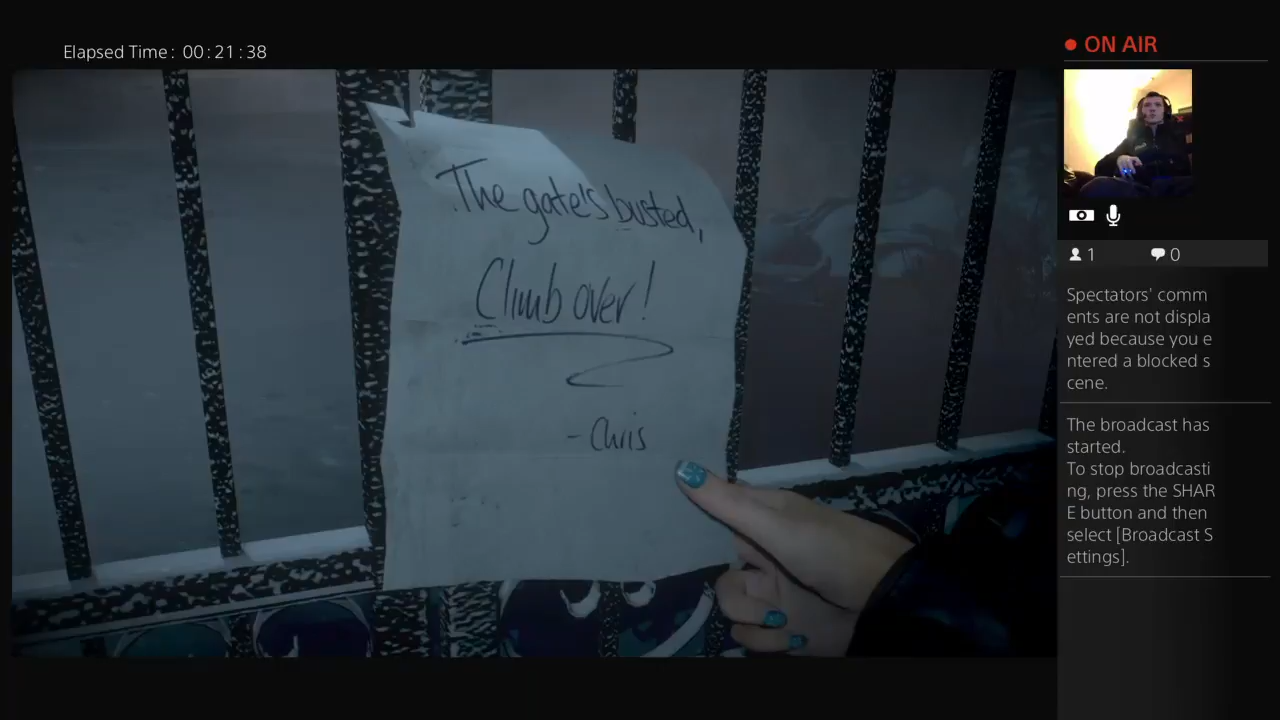 Elapsed Time: 00:21:38
ON AIR
The gate's busted,
Climb over!
- Chris
1
0
Spectators' comm
ents are not displa
yed because you e
ntered a blocked s
cene.
The broadcast has
started.
To stop broadcasti
ng, press the SHAR
E button and then
select [Broadcast S
ettings].